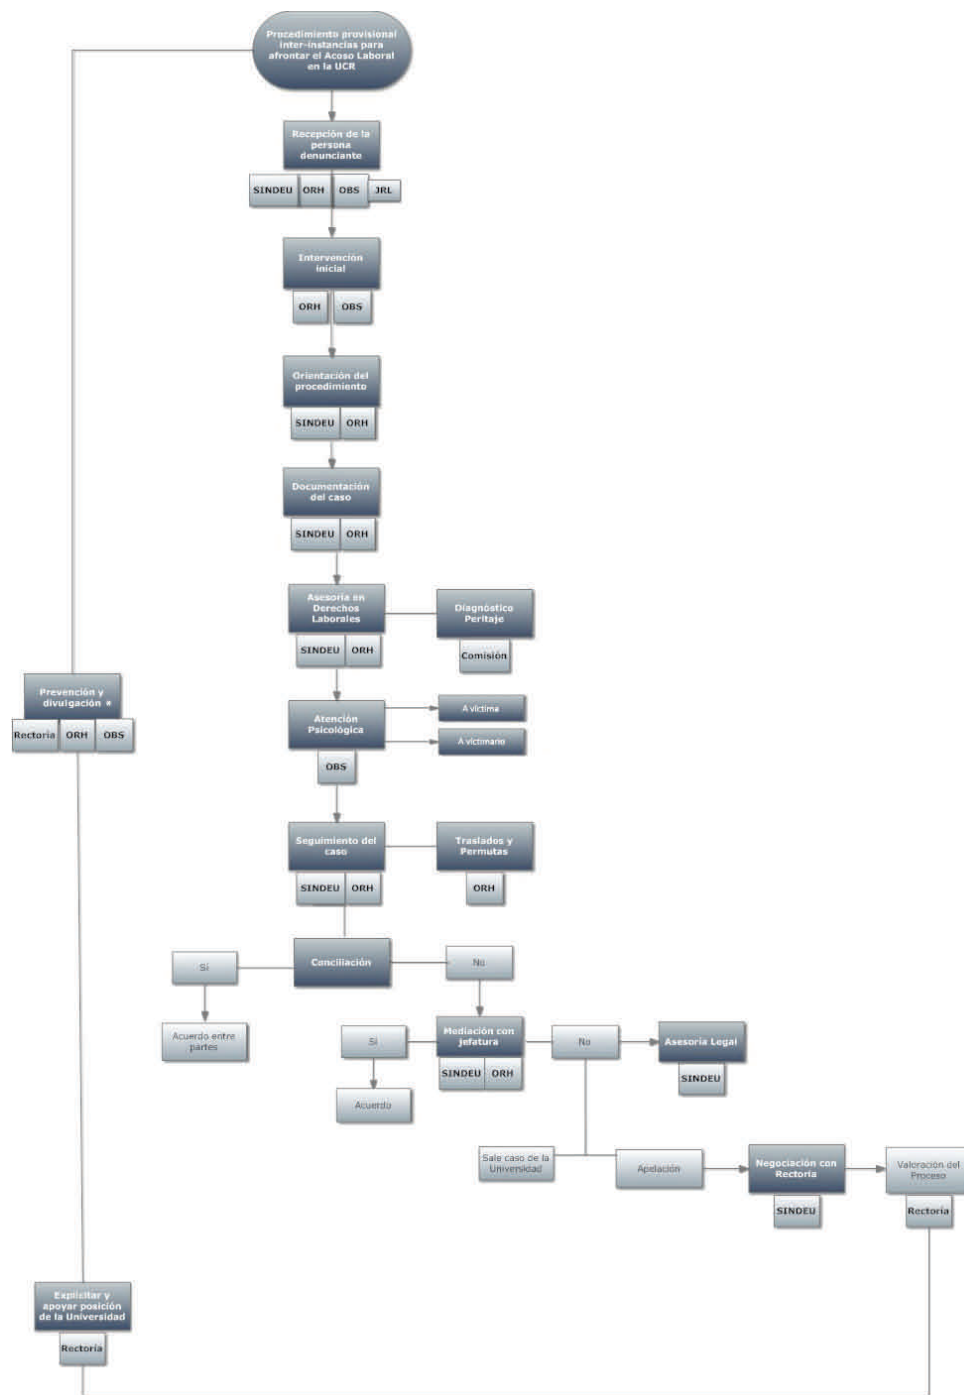 Procedimiento provisional
inter-instancias para
afrontar el Acoso Laboral
en la UCR
Recepción de la
persona
denunciante
SINDEU ORH OBS JRL
Intervención
inicial
ORH OBS
Orientación del
procedimiento
SINDEU ORH
Documentación
del caso
SINDEU ORH
Asesoría en
Derechos
Laborales
SINDEU ORH
Diagnóstico
Peritaje
Comisión
Prevención y
divulgación *
Rectoría ORH OBS
Atención
Psicológica
OBS
A víctima
A victimario
Seguimiento del
caso
SINDEU ORH
Traslados y
Permutas
ORH
Conciliación
Si
No
Acuerdo entre
partes
Mediación con
jefatura
SINDEU ORH
Si
No
Acuerdo
Asesoría Legal
SINDEU
Sale caso de la
Universidad
Apelación
Negociación con
Rectoría
SINDEU
Valoración del
Proceso
Rectoría
Explicitar y
apoyar posición
de la Universidad
Rectoría